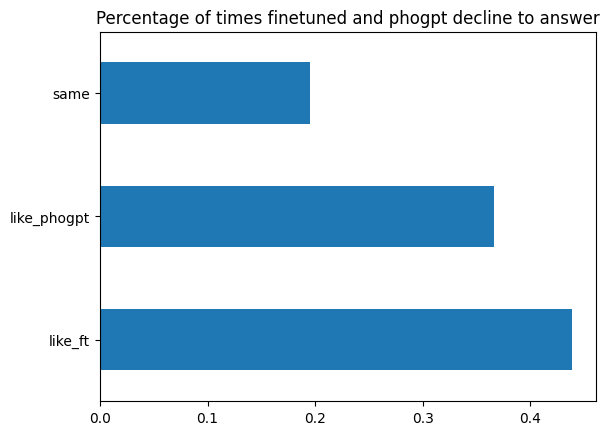 Percentage of times finetuned and phogpt decline to answer
same
like_phogpt
like_ft
0.0 0.1 0.2 0.3 0.4